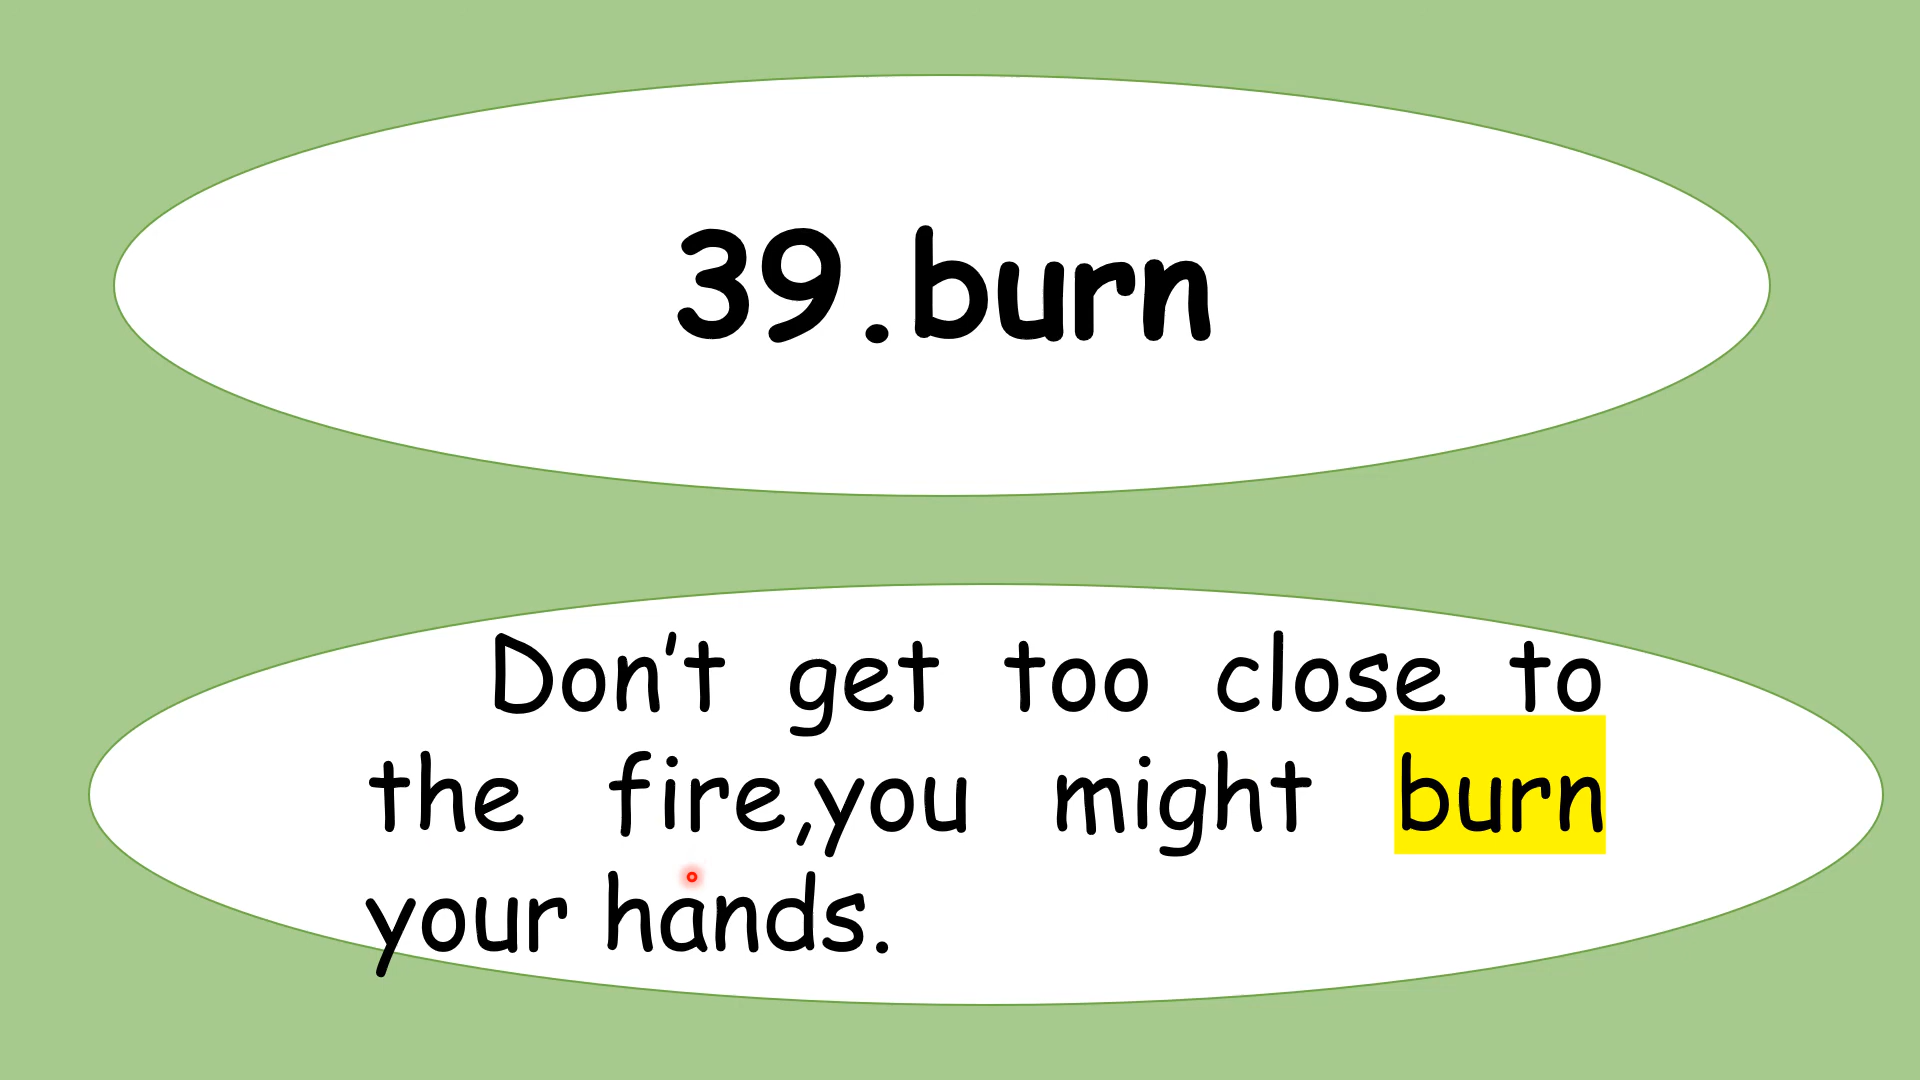 39.burn
Don't get too close to
the fire,you might burn
your hands.